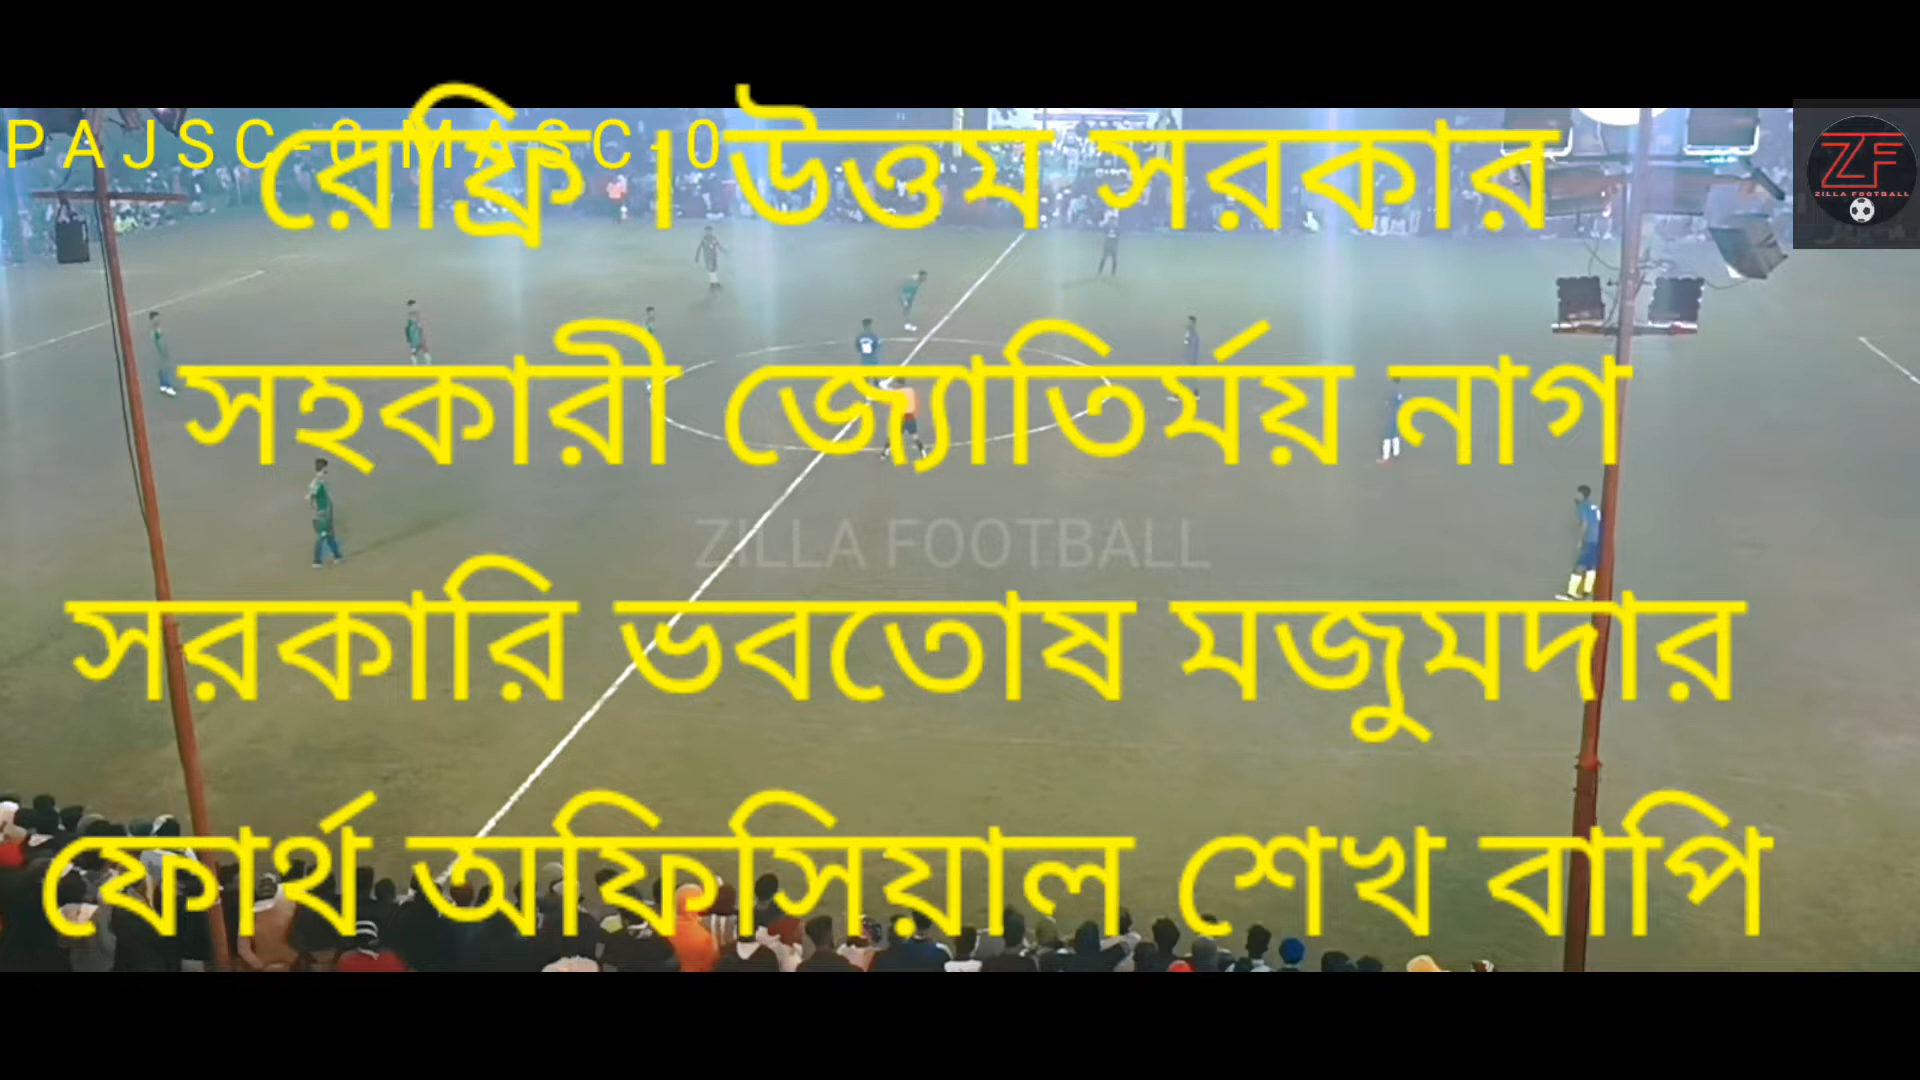 PAJSC-0 MASC-0
রেফ্রি । উত্তম সরকার
ZF
ZILLA FOOTBALL
সহকারী জ্যোতির্ময় নাগ
ZILLA FOOTBALL
সরকারি ভবতোষ মজুমদার
ফোর্থ অফিসিয়াল শেখ বাপি